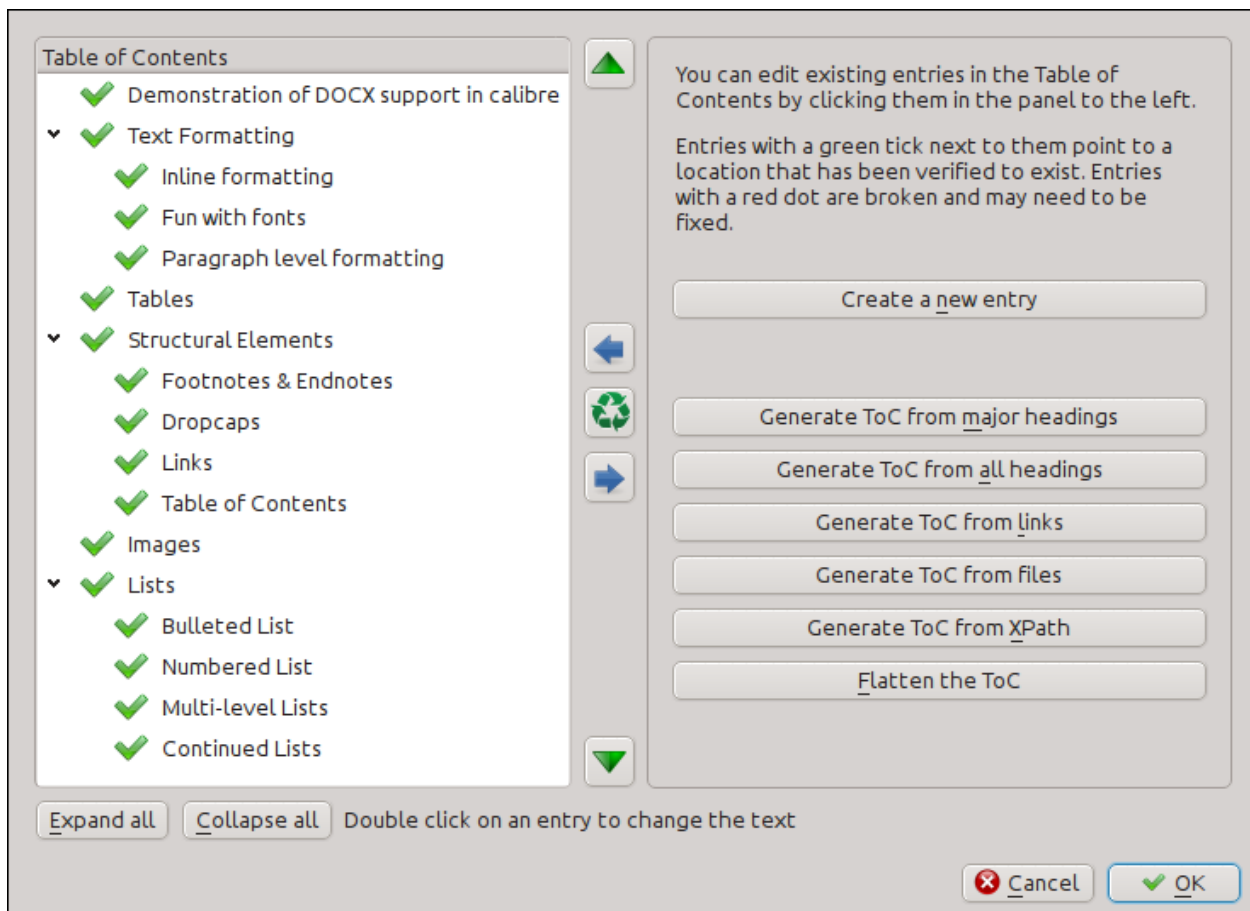 Table of Contents
Demonstration of DOCX support in calibre
Text Formatting
Inline formatting
Fun with fonts
Paragraph level formatting
Tables
Structural Elements
Footnotes & Endnotes
Dropcaps
Links
Table of Contents
Images
Lists
Bulleted List
Numbered List
Multi-level Lists
Continued Lists
You can edit existing entries in the Table of
Contents by clicking them in the panel to the left.
Entries with a green tick next to them point to a
location that has been verified to exist. Entries
with a red dot are broken and may need to be
fixed.
Create a new entry
Generate ToC from major headings
Generate ToC from all headings
Generate ToC from links
Generate ToC from files
Generate ToC from XPath
Flatten the ToC
Expand all
Collapse all
Double click on an entry to change the text
Cancel
OK